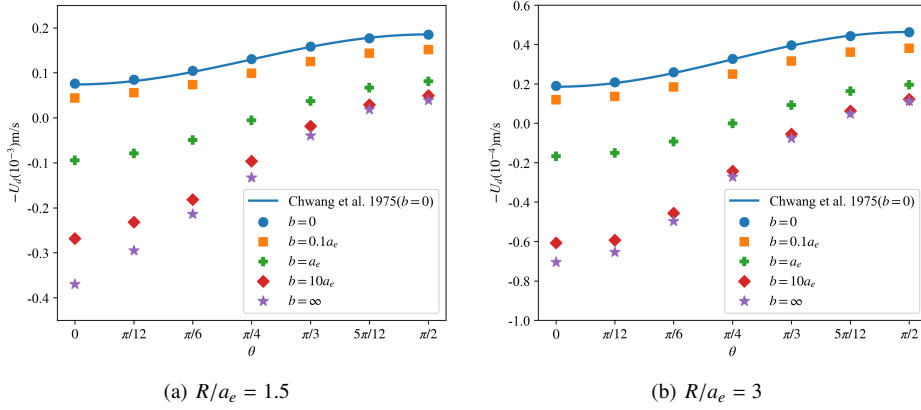 0.2
0.1
0.0
-0.1
-0.2
-0.3
-0.4
−U_d(10^{−3})m/s
Chwang et al. 1975(b=0)
b=0
b=0.1a_e
b=a_e
b=10a_e
b=∞
0 π/12 π/6 π/4 π/3 5π/12 π/2
θ
(a) R/a_e = 1.5
0.6
0.4
0.2
0.0
-0.2
-0.4
-0.6
-0.8
-1.0
−U_d(10^{−4})m/s
Chwang et al. 1975(b=0)
b=0
b=0.1a_e
b=a_e
b=10a_e
b=∞
0 π/12 π/6 π/4 π/3 5π/12 π/2
θ
(b) R/a_e = 3